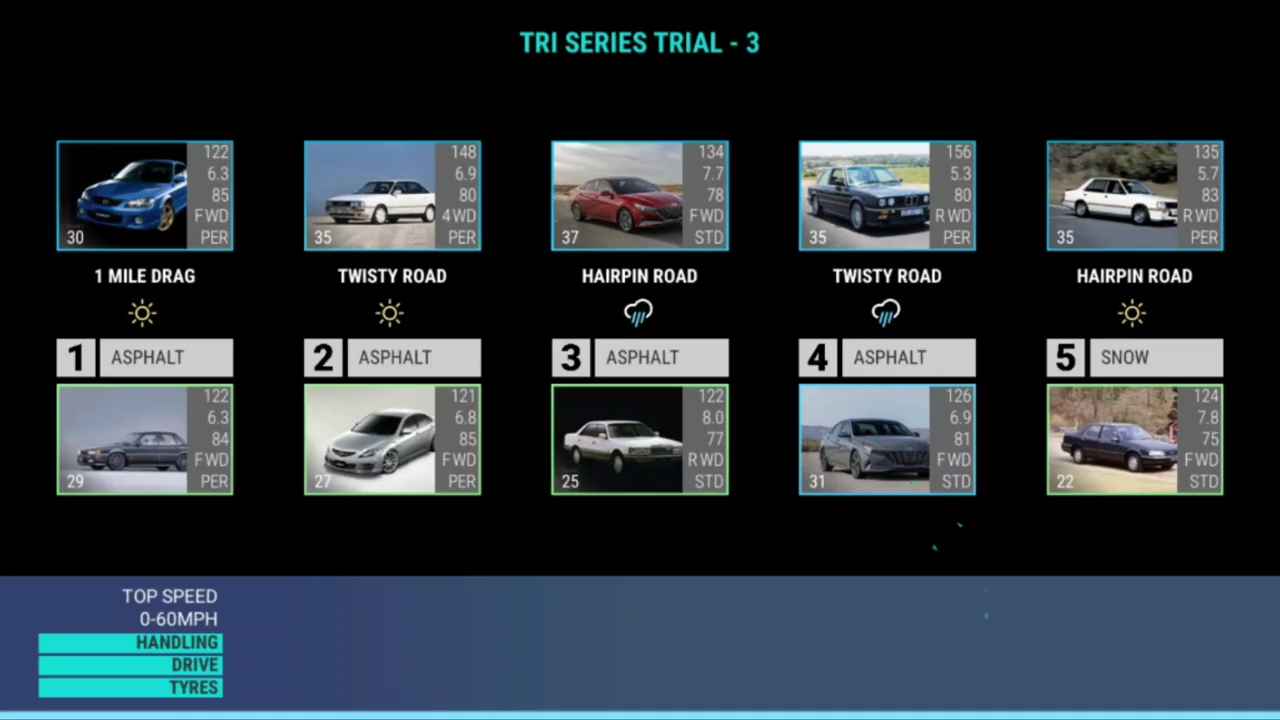 TRI SERIES TRIAL - 3
122
6.3
85
FWD
30 PER
148
6.9
80
4WD
35 PER
134
7.7
78
FWD
37 STD
156
5.3
80
RWD
35 PER
135
5.7
83
RWD
35 PER
1 MILE DRAG
TWISTY ROAD
HAIRPIN ROAD
TWISTY ROAD
HAIRPIN ROAD
1 ASPHALT
2 ASPHALT
3 ASPHALT
4 ASPHALT
5 SNOW
122
6.3
84
FWD
29 PER
121
6.8
85
FWD
27 PER
122
8.0
77
RWD
25 STD
126
6.9
81
FWD
31 STD
124
7.8
75
FWD
22 STD
TOP SPEED
0-60MPH
HANDLING
DRIVE
TYRES